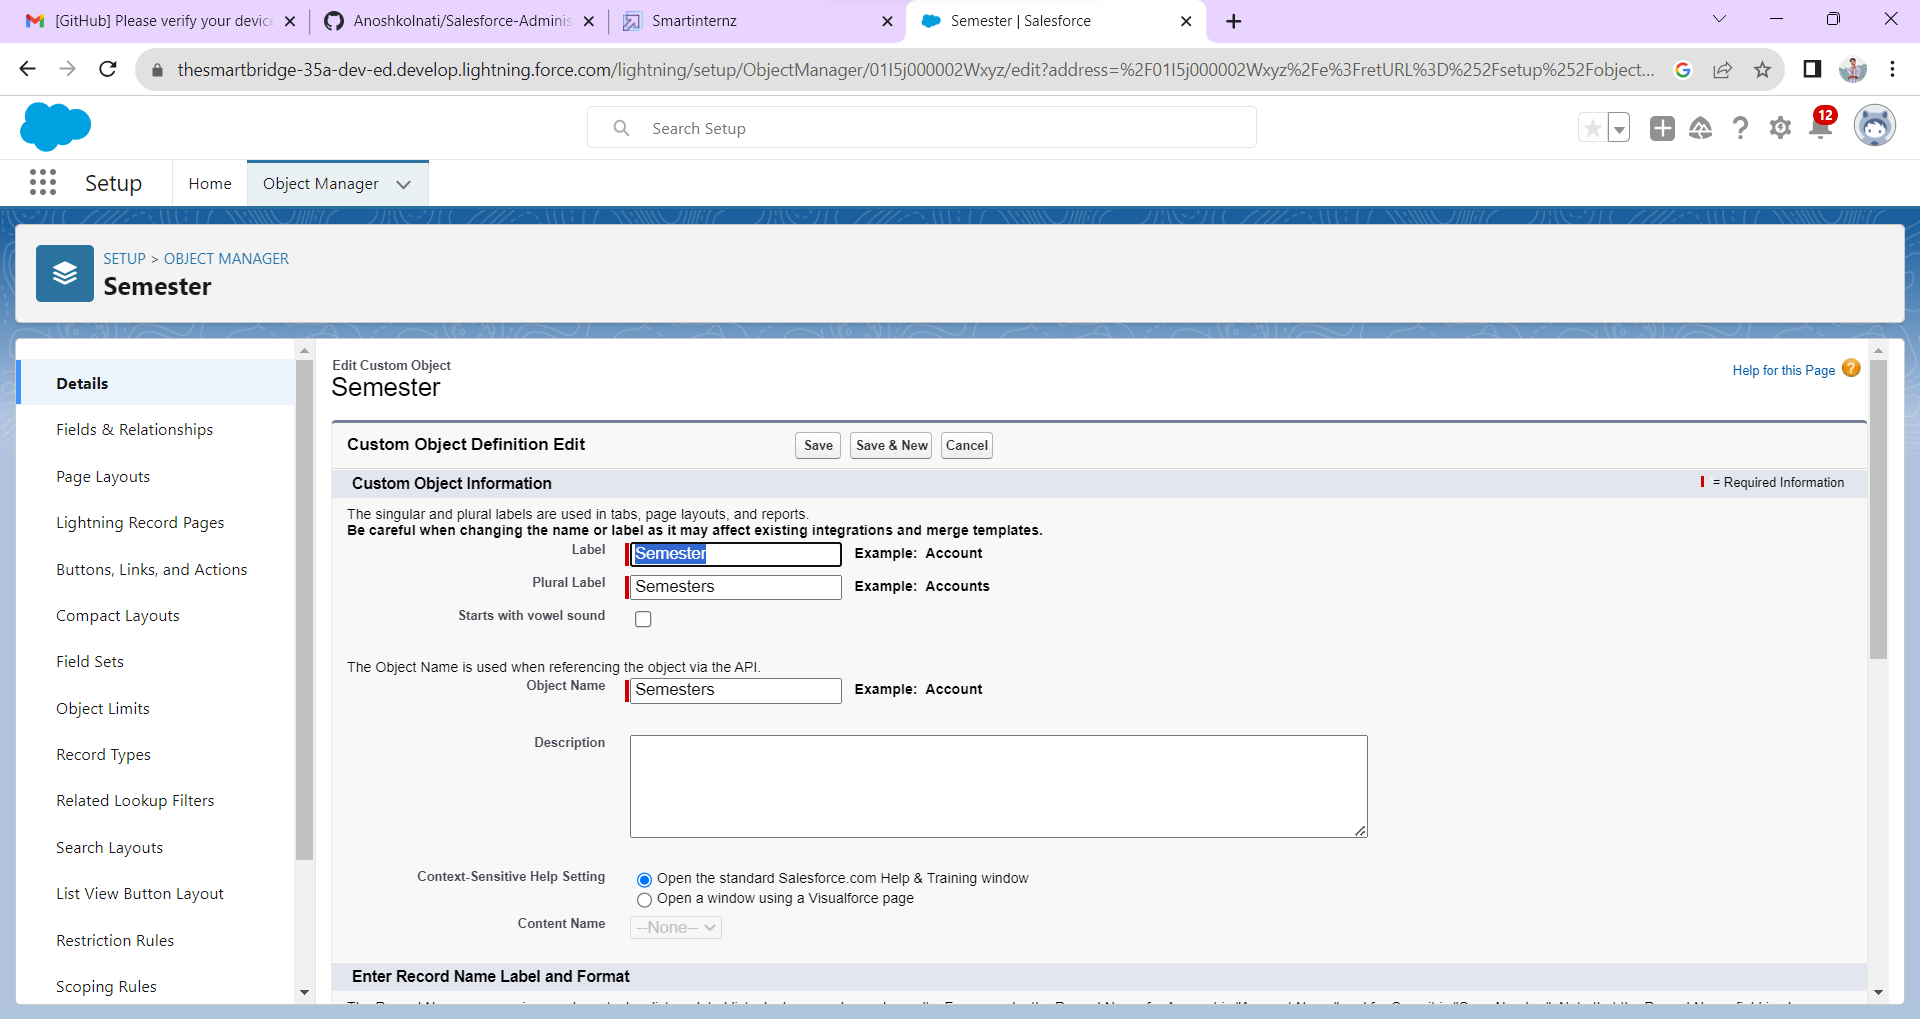 [GitHub] Please verify your device
Anoshkolnati/Salesforce-Adminis
Smartinternz
Semester | Salesforce
thesmartbridge-35a-dev-ed.develop.lightning.force.com/lightning/setup/ObjectManager/01I5j000002Wxyz/edit?address=%2F01I5j000002Wxyz%2Fe%3FretURL%3D%252Fsetup%252Fobject...
Search Setup
12
Setup
Home
Object Manager
SETUP > OBJECT MANAGER
Semester
Details
Fields & Relationships
Page Layouts
Lightning Record Pages
Buttons, Links, and Actions
Compact Layouts
Field Sets
Object Limits
Record Types
Related Lookup Filters
Search Layouts
List View Button Layout
Restriction Rules
Scoping Rules
Edit Custom Object
Semester
Help for this Page
Custom Object Definition Edit
Save
Save & New
Cancel
Custom Object Information
= Required Information
The singular and plural labels are used in tabs, page layouts, and reports.
Be careful when changing the name or label as it may affect existing integrations and merge templates.
Label Semester Example: Account
Plural Label Semesters Example: Accounts
Starts with vowel sound
The Object Name is used when referencing the object via the API.
Object Name Semesters Example: Account
Description
Context-Sensitive Help Setting Open the standard Salesforce.com Help & Training window
Open a window using a Visualforce page
Content Name --None--
Enter Record Name Label and Format